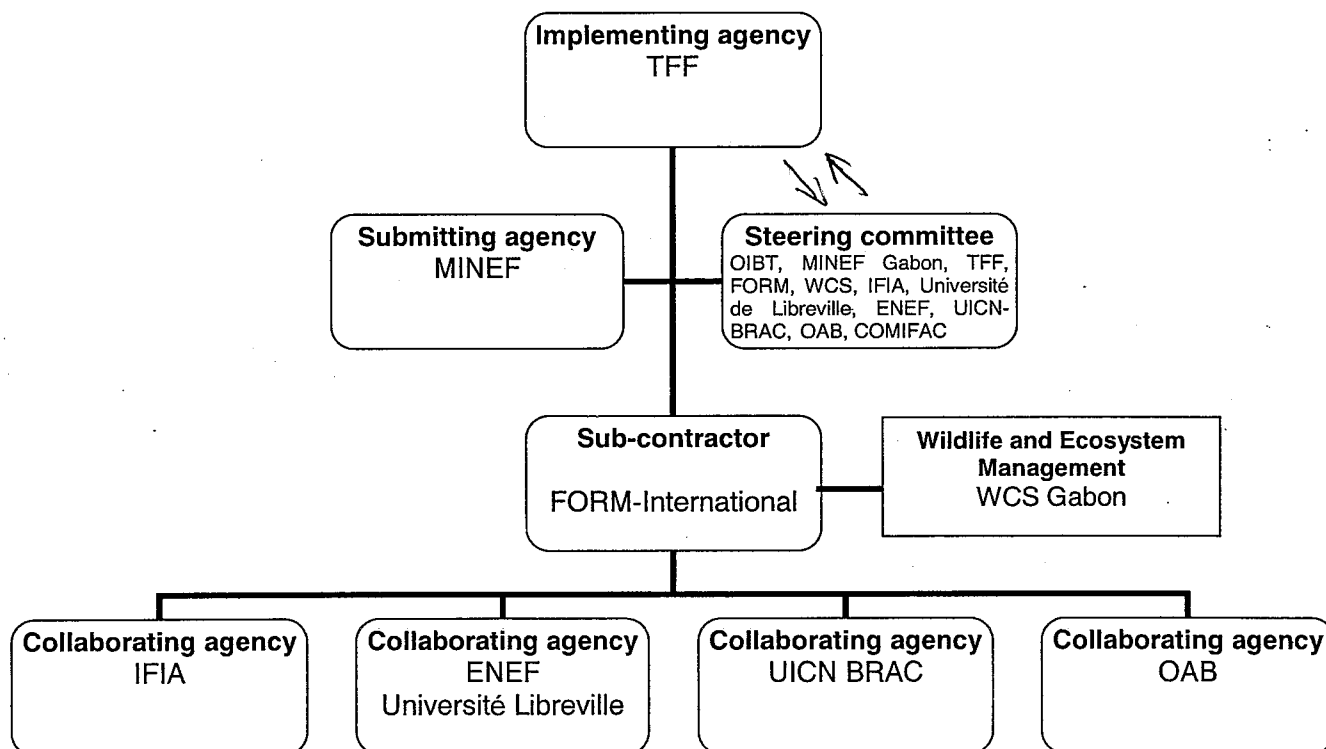 Implementing agency
TFF
Submitting agency
MINEF
Steering committee
OIBT, MINEF Gabon, TFF,
FORM, WCS, IFIA, Université
de Libreville, ENEF, UICN-
BRAC, OAB, COMIFAC
Sub-contractor
FORM-International
Wildlife and Ecosystem
Management
WCS Gabon
Collaborating agency
IFIA
Collaborating agency
ENEF
Université Libreville
Collaborating agency
UICN BRAC
Collaborating agency
OAB